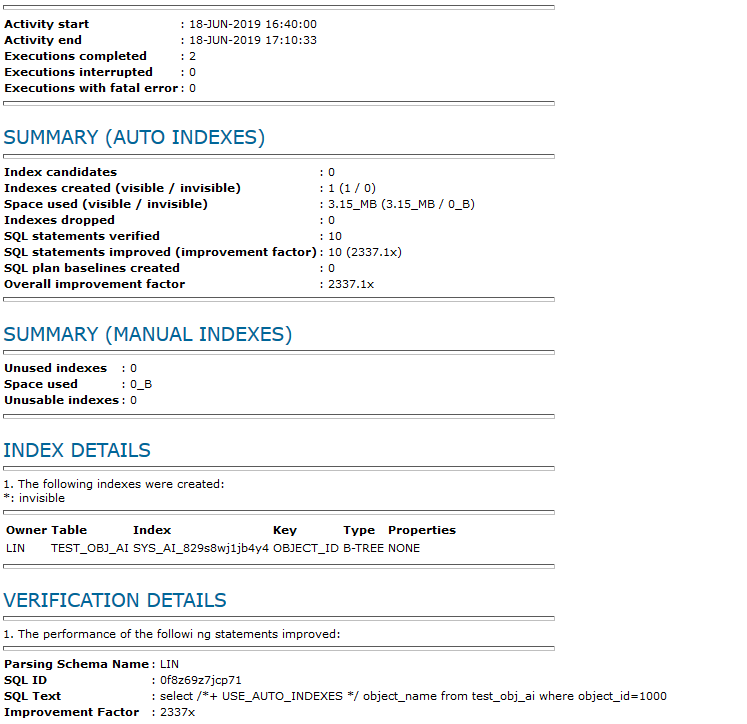 Activity start : 18-JUN-2019 16:40:00
Activity end : 18-JUN-2019 17:10:33
Executions completed : 2
Executions interrupted : 0
Executions with fatal error : 0
SUMMARY (AUTO INDEXES)
Index candidates : 0
Indexes created (visible / invisible) : 1 (1 / 0)
Space used (visible / invisible) : 3.15_MB (3.15_MB / 0_B)
Indexes dropped : 0
SQL statements verified : 10
SQL statements improved (improvement factor) : 10 (2337.1x)
SQL plan baselines created : 0
Overall improvement factor : 2337.1x
SUMMARY (MANUAL INDEXES)
Unused indexes : 0
Space used : 0_B
Unusable indexes : 0
INDEX DETAILS
1. The following indexes were created:
*: invisible
Owner Table Index Key Type Properties
LIN TEST_OBJ_AI SYS_AI_829s8wj1jb4y4 OBJECT_ID B-TREE NONE
VERIFICATION DETAILS
1. The performance of the followi ng statements improved:
Parsing Schema Name : LIN
SQL ID : 0f8z69z7jcp71
SQL Text : select /*+ USE_AUTO_INDEXES */ object_name from test_obj_ai where object_id=1000
Improvement Factor : 2337x